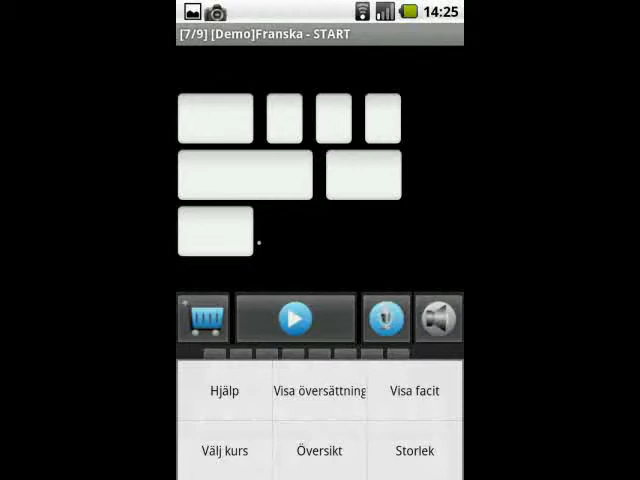 14:25
[7/9] [Demo]Franska - START
.
Hjälp
Visa översättning
Visa facit
Välj kurs
Översikt
Storlek